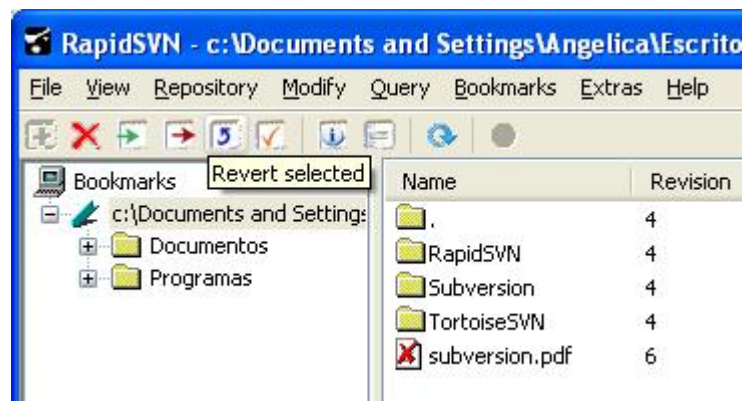 RapidSVN - c:\Documents and Settings\Angelica\Escrito
File View Repository Modify Query Bookmarks Extras Help
Revert selected
Bookmarks
c:\Documents and Settings
Documentos
Programas
Name Revision
. 4
RapidSVN 4
Subversion 4
TortoiseSVN 4
subversion.pdf 6